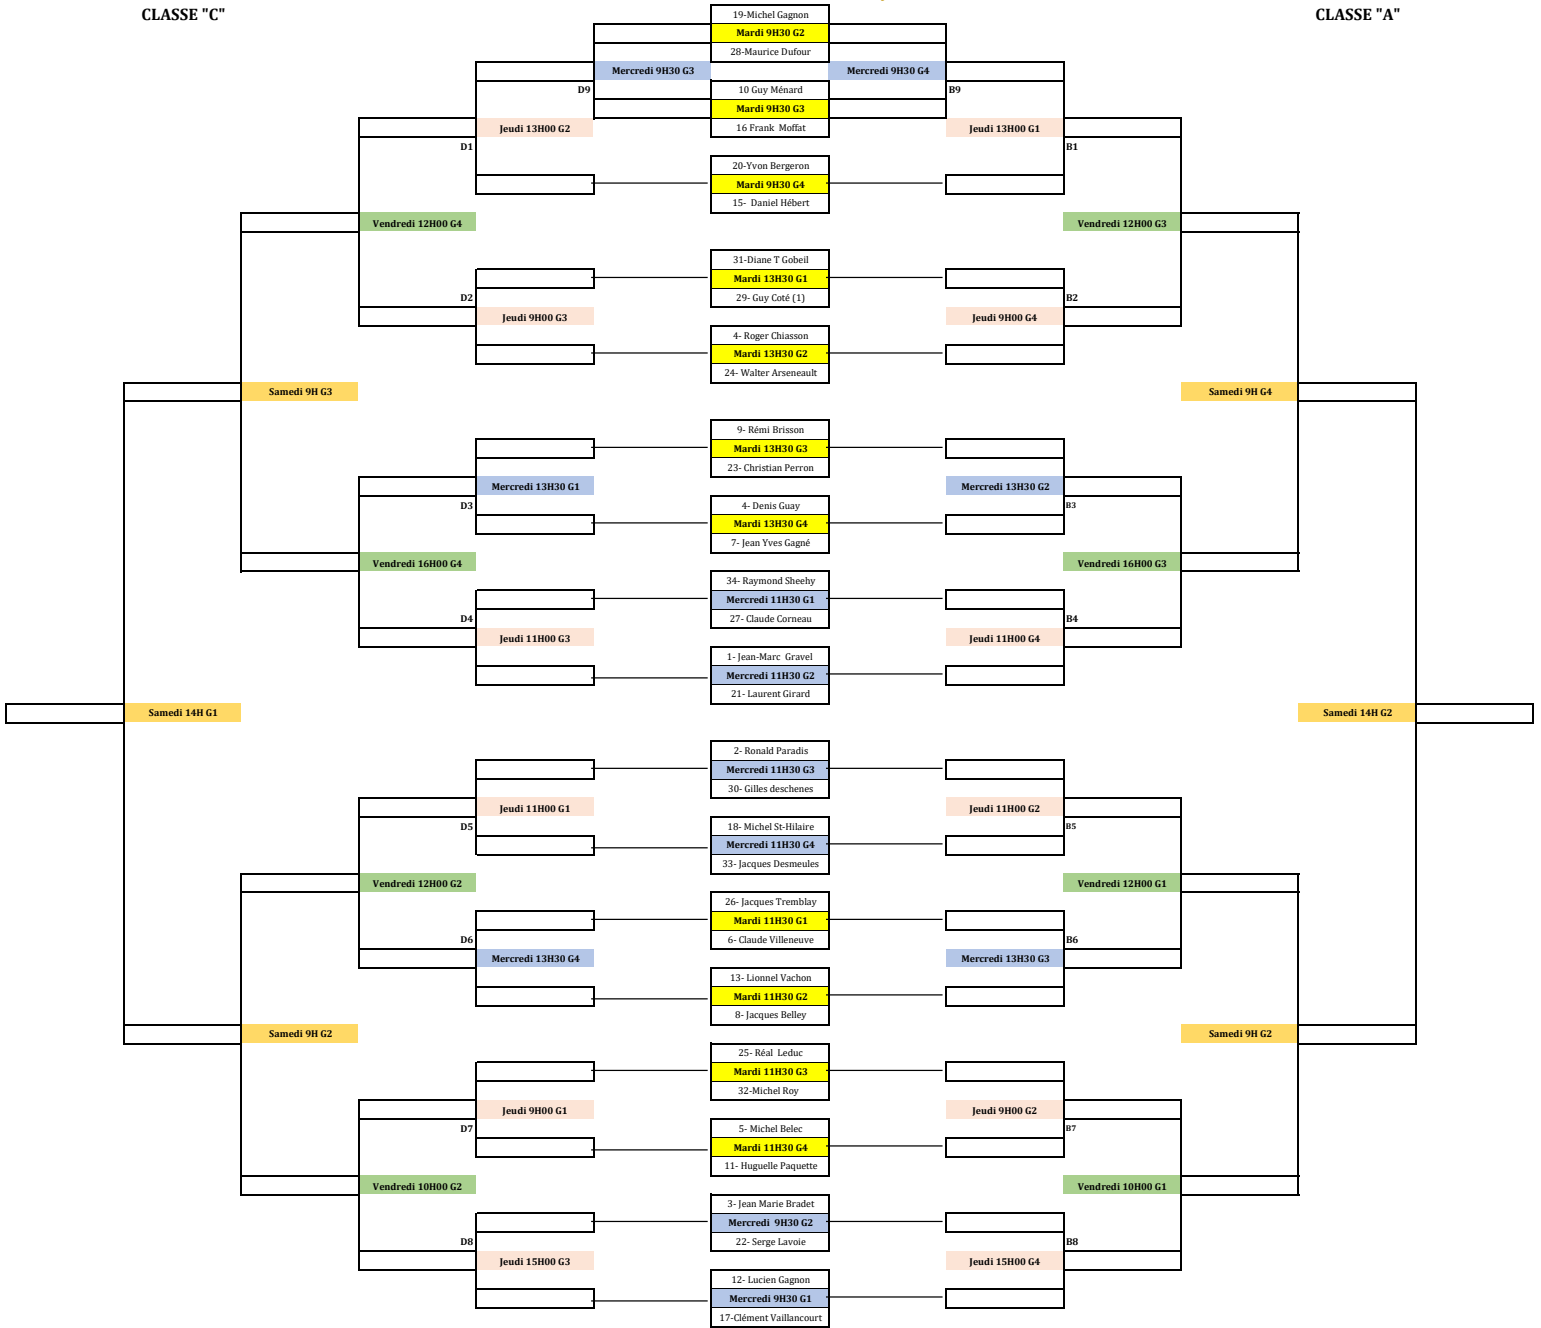 CLASSE "C"
CLASSE "A"
19-Michel Gagnon
Mardi 9H30 G2
28-Maurice Dufour
Mercredi 9H30 G3
Mercredi 9H30 G4
D9
10 Guy Ménard
B9
Mardi 9H30 G3
Jeudi 13H00 G2
16 Frank  Moffat
Jeudi 13H00 G1
D1
B1
20-Yvon Bergeron
Mardi 9H30 G4
15-  Daniel Hébert
Vendredi 12H00 G4
Vendredi 12H00 G3
31-Diane T Gobeil
Mardi 13H30 G1
D2
29- Guy Coté (1)
B2
Jeudi 9H00 G3
Jeudi 9H00 G4
4- Roger Chiasson
Mardi 13H30 G2
24- Walter Arseneault
Samedi 9H G3
Samedi 9H G4
9- Rémi Brisson
Mardi 13H30 G3
23- Christian Perron
Mercredi 13H30 G1
Mercredi 13H30 G2
D3
4- Denis Guay
B3
Mardi 13H30 G4
7- Jean Yves Gagné
Vendredi 16H00 G4
Vendredi 16H00 G3
34- Raymond Sheehy
Mercredi 11H30 G1
D4
27- Claude Corneau
B4
Jeudi 11H00 G3
Jeudi 11H00 G4
1- Jean-Marc  Gravel
Mercredi 11H30 G2
21- Laurent Girard
Samedi 14H G1
Samedi 14H G2
2- Ronald Paradis
Mercredi 11H30 G3
30- Gilles deschenes
Jeudi 11H00 G1
Jeudi 11H00 G2
D5
18- Michel St-Hilaire
B5
Mercredi 11H30 G4
33- Jacques Desmeules
Vendredi 12H00 G2
Vendredi 12H00 G1
26- Jacques Tremblay
Mardi 11H30 G1
D6
6- Claude Villeneuve
B6
Mercredi 13H30 G4
Mercredi 13H30 G3
13- Lionnel Vachon
Mardi 11H30 G2
8- Jacques Belley
Samedi 9H G2
Samedi 9H G2
25- Réal  Leduc
Mardi 11H30 G3
32-Michel Roy
Jeudi 9H00 G1
Jeudi 9H00 G2
D7
5- Michel Belec
B7
Mardi 11H30 G4
11- Huguelle Paquette
Vendredi 10H00 G2
Vendredi 10H00 G1
3- Jean Marie Bradet
Mercredi  9H30 G2
D8
22- Serge Lavoie
B8
Jeudi 15H00 G3
Jeudi 15H00 G4
12- Lucien Gagnon
Mercredi 9H30 G1
17-Clément Vaillancourt